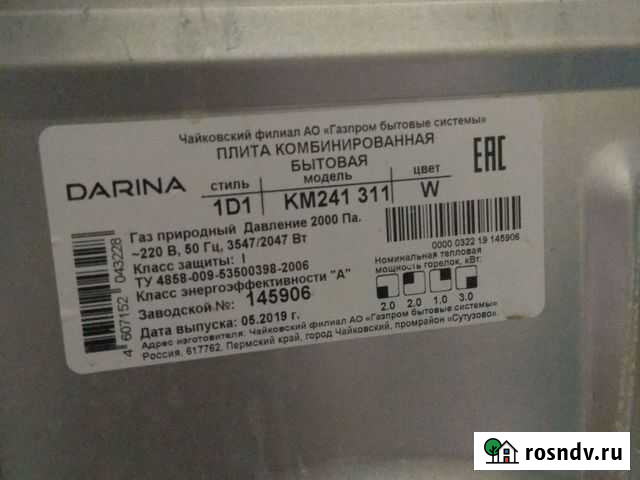 Чайковский филиал АО «Газпром бытовые системы»
ПЛИТА КОМБИНИРОВАННАЯ
БЫТОВАЯ
DARINA
стиль модель цвет
1D1 KM241 311 W
EAC
Газ природный Давление 2000 Па.
~220 В, 50 Гц, 3547/2047 Вт
Класс защиты: I
ТУ 4858-009-53500398-2006
Класс энергоэффективности "А"
Заводской №: 145906
Дата выпуска: 05.2019 г.
0000 0322 19 145906
Номинальная тепловая
мощность горелок, кВт.
2.0 2.0 1.0 3.0
Адрес изготовителя: Чайковский филиал АО «Газпром бытовые системы»
Россия, 617762, Пермский край, город Чайковский, промрайон «Сутузово».
4 607152 043228
rosndv.ru